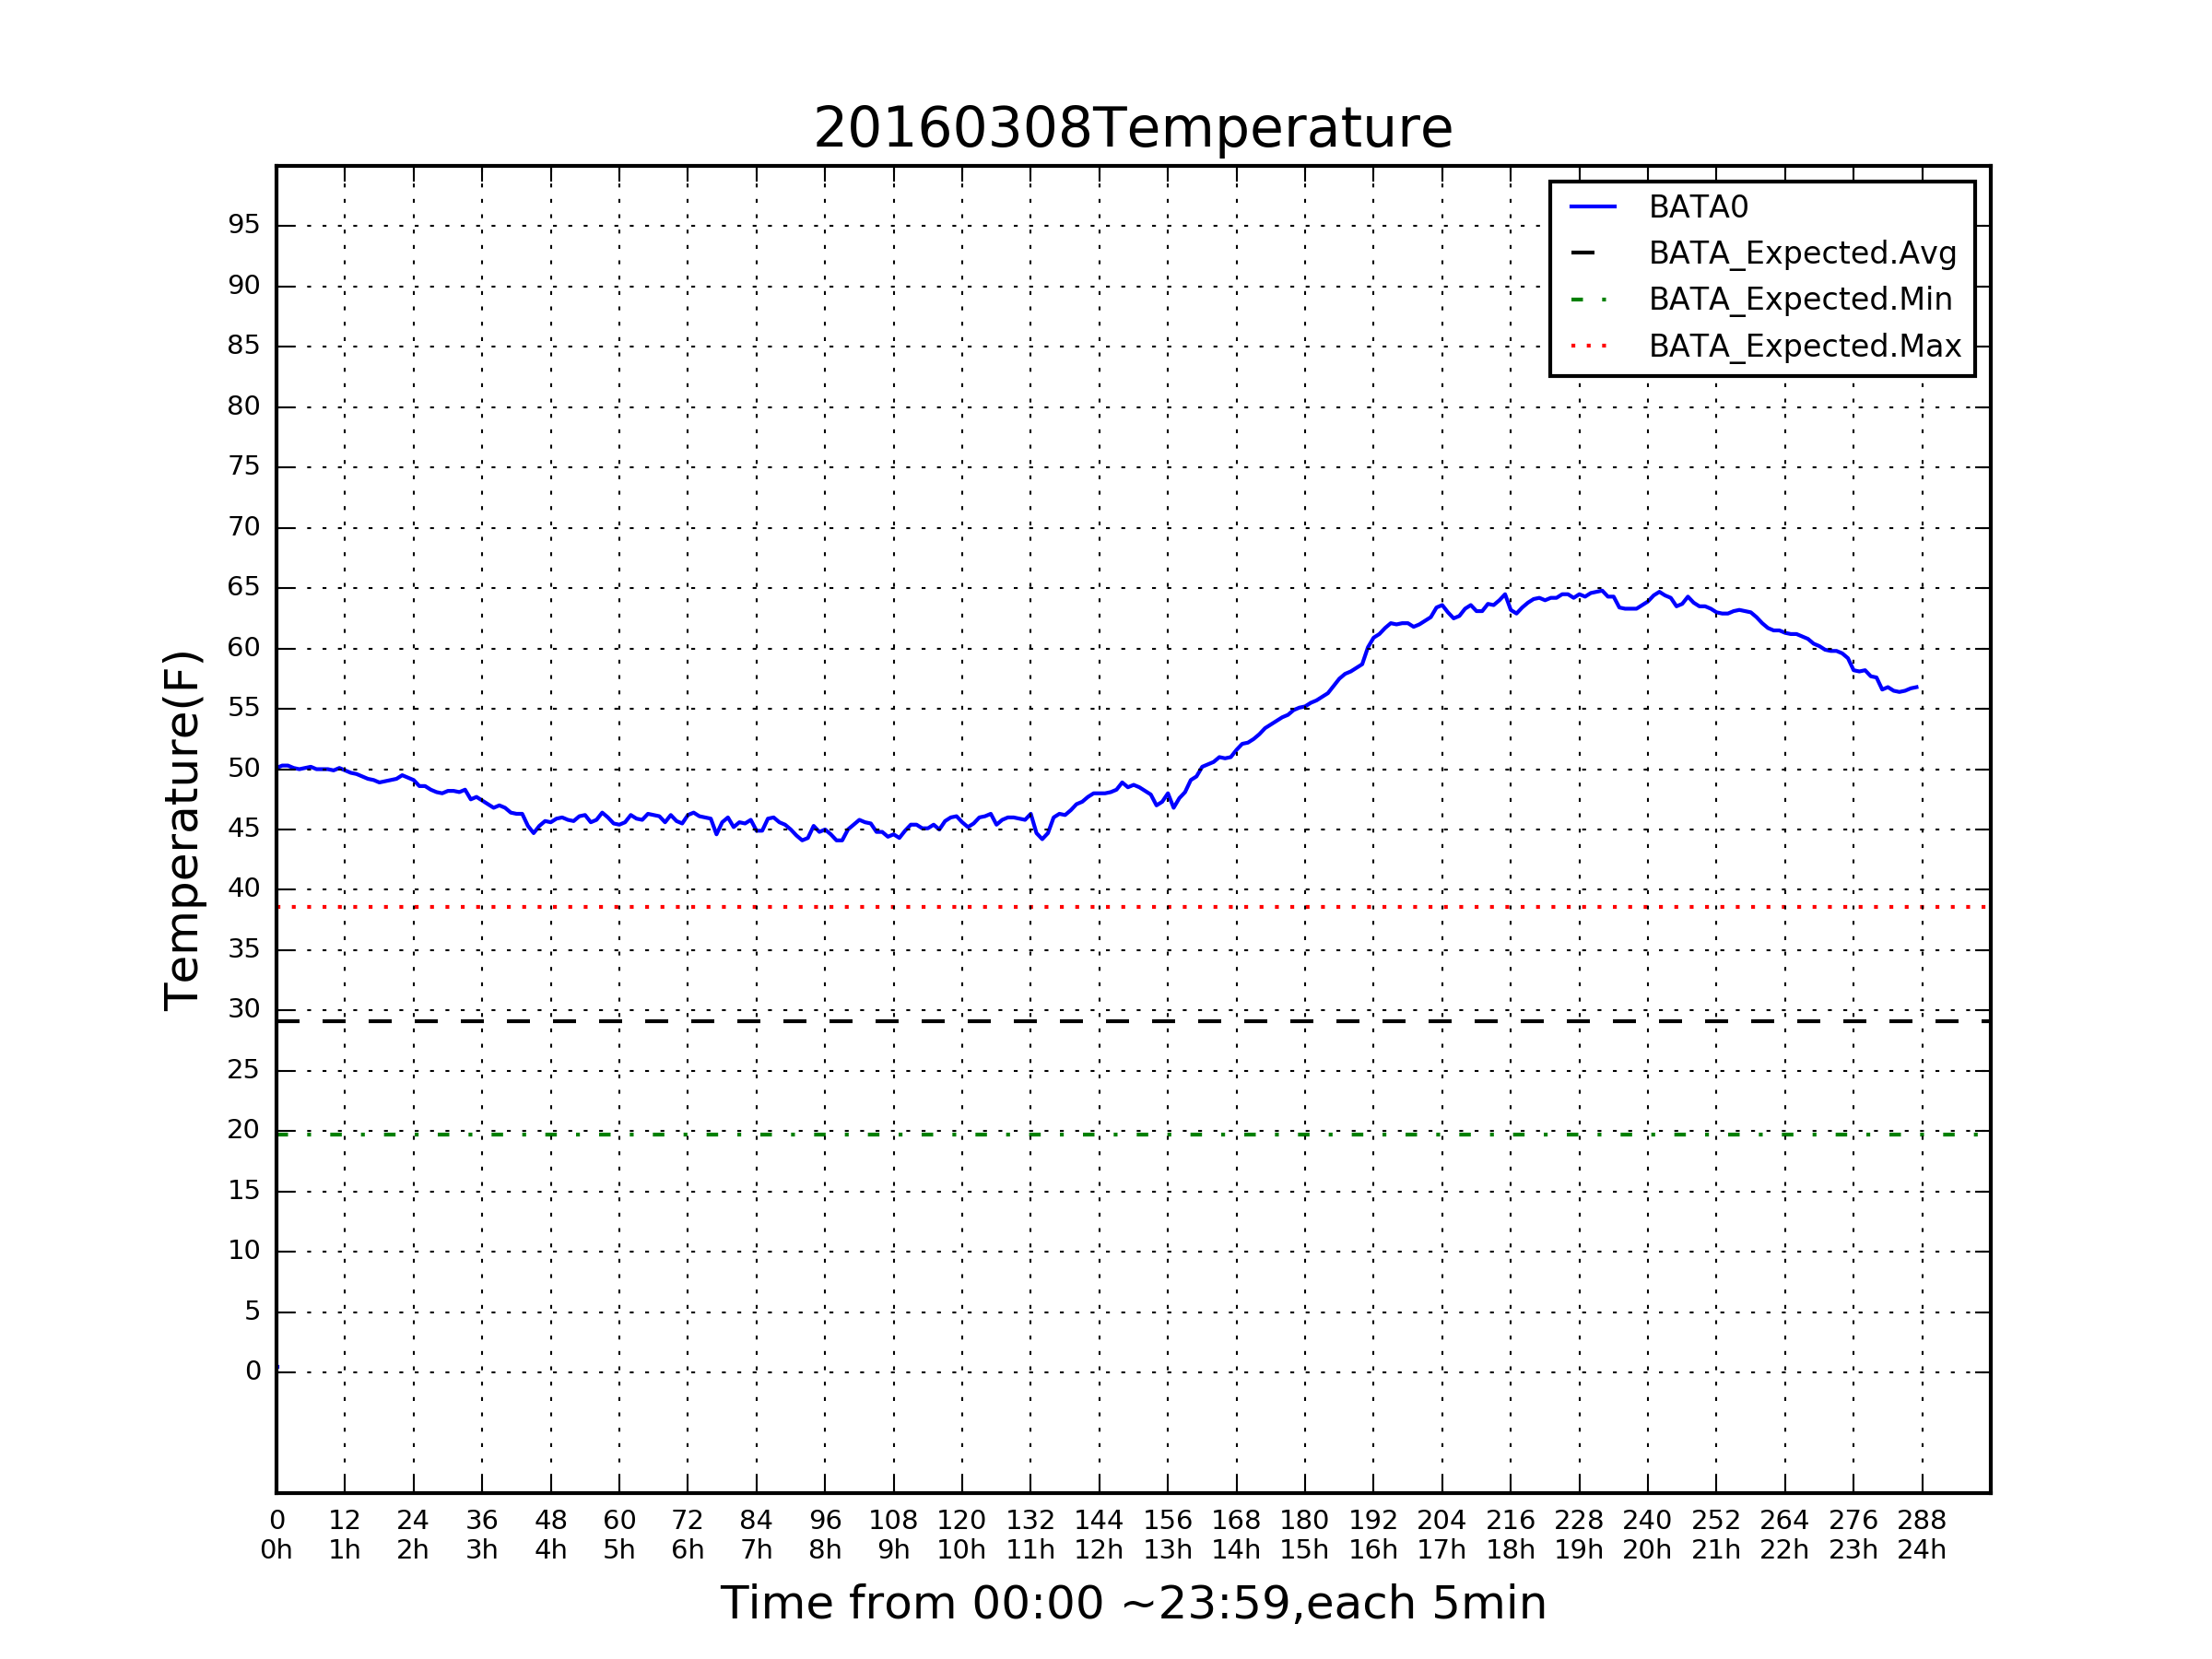 20160308Temperature
BATA0
BATA_Expected.Avg
BATA_Expected.Min
BATA_Expected.Max
95
90
85
80
75
70
65
60
55
50
45
40
35
30
25
20
15
10
5
0
Temperature(F)
0 12 24 36 48 60 72 84 96 108 120 132 144 156 168 180 192 204 216 228 240 252 264 276 288
0h 1h 2h 3h 4h 5h 6h 7h 8h 9h 10h 11h 12h 13h 14h 15h 16h 17h 18h 19h 20h 21h 22h 23h 24h
Time from 00:00 ~23:59,each 5min